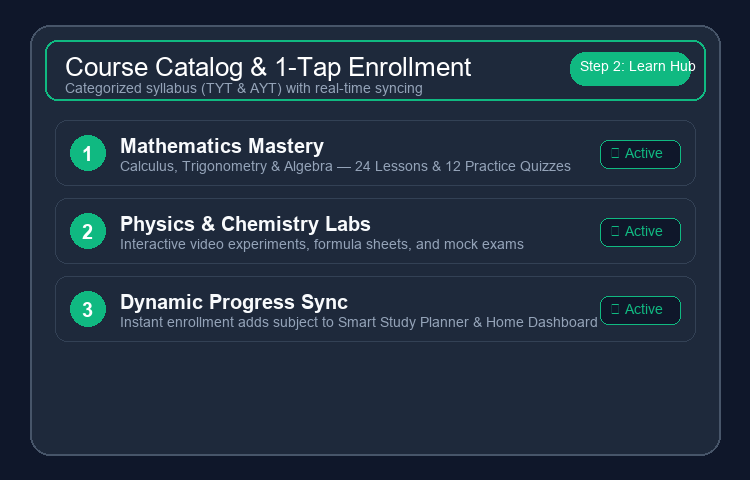 Course Catalog & 1-Tap Enrollment
Step 2: Learn Hub
Categorized syllabus (TYT & AYT) with real-time syncing
1
Mathematics Mastery
Calculus, Trigonometry & Algebra — 24 Lessons & 12 Practice Quizzes
Active
2
Physics & Chemistry Labs
Interactive video experiments, formula sheets, and mock exams
Active
3
Dynamic Progress Sync
Instant enrollment adds subject to Smart Study Planner & Home Dashboard
Active